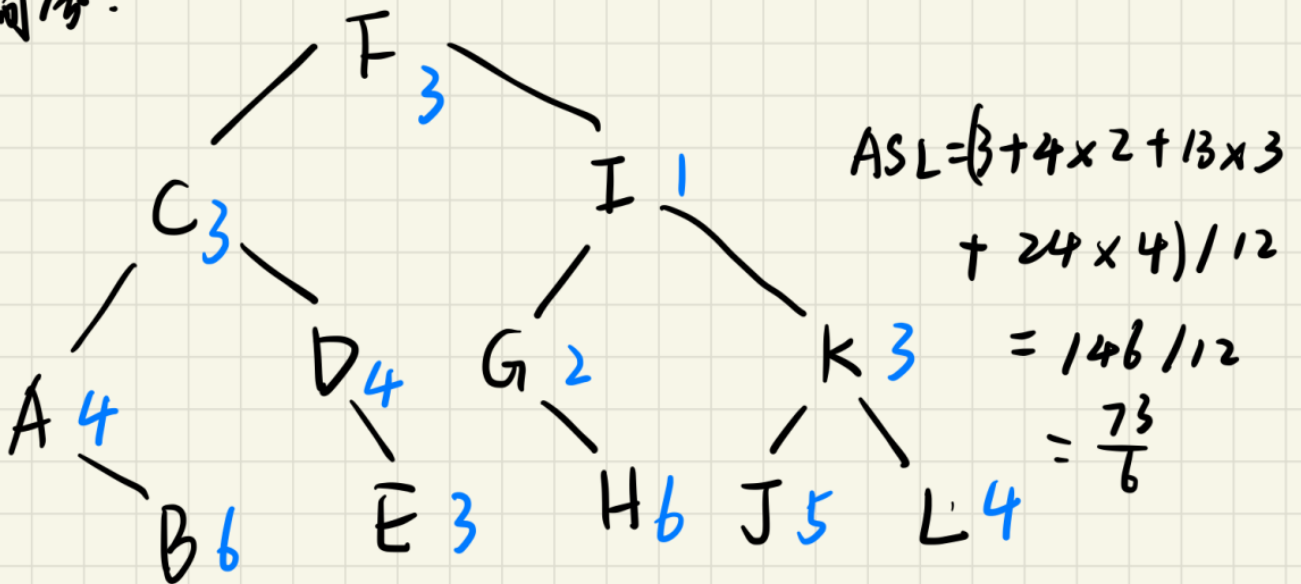 F 3
C 3 I 1
A 4 D 4 G 2 K 3
B 6 E 3 H 6 J 5 L 4
ASL=(3+4×2+13×3
+ 24×4)/12
= 146/12
= 73/6